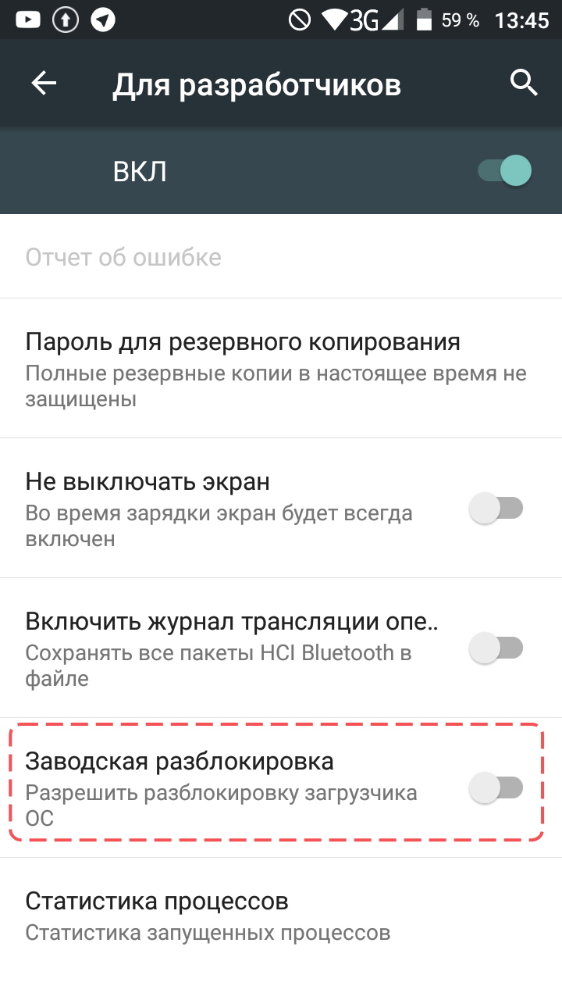 3G 59 % 13:45
Для разработчиков
ВКЛ
Отчет об ошибке
Пароль для резервного копирования
Полные резервные копии в настоящее время не
защищены
Не выключать экран
Во время зарядки экран будет всегда
включен
Включить журнал трансляции опе..
Сохранять все пакеты HCI Bluetooth в
файле
Заводская разблокировка
Разрешить разблокировку загрузчика
ОС
Статистика процессов
Статистика запущенных процессов